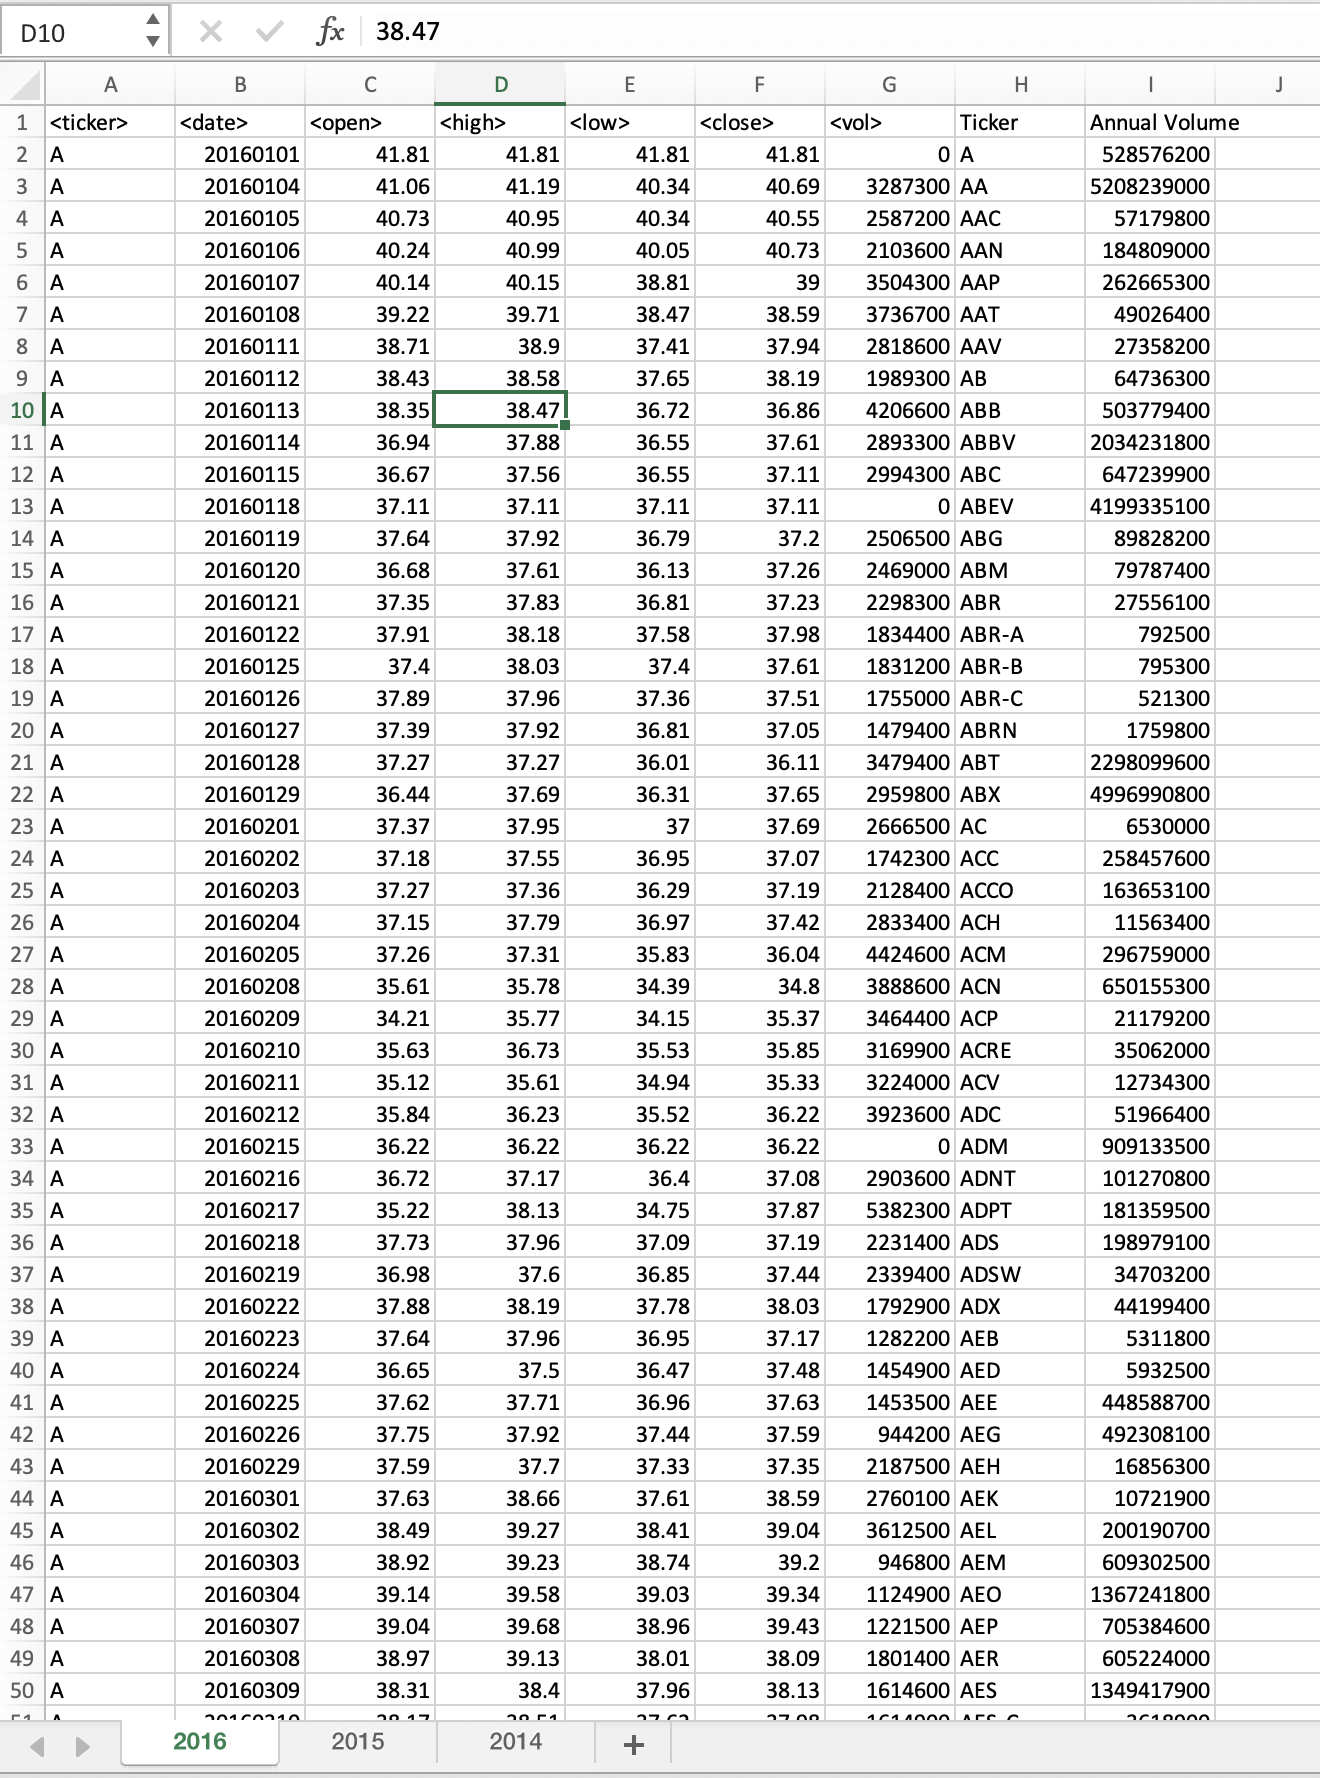 D10 fx 38.47
A B C D E F G H I J
1 <ticker> <date> <open> <high> <low> <close> <vol> Ticker Annual Volume
2 A 20160101 41.81 41.81 41.81 41.81 0 A 528576200
3 A 20160104 41.06 41.19 40.34 40.69 3287300 AA 5208239000
4 A 20160105 40.73 40.95 40.34 40.55 2587200 AAC 57179800
5 A 20160106 40.24 40.99 40.05 40.73 2103600 AAN 184809000
6 A 20160107 40.14 40.15 38.81 39 3504300 AAP 262665300
7 A 20160108 39.22 39.71 38.47 38.59 3736700 AAT 49026400
8 A 20160111 38.71 38.9 37.41 37.94 2818600 AAV 27358200
9 A 20160112 38.43 38.58 37.65 38.19 1989300 AB 64736300
10 A 20160113 38.35 38.47 36.72 36.86 4206600 ABB 503779400
11 A 20160114 36.94 37.88 36.55 37.61 2893300 ABBV 2034231800
12 A 20160115 36.67 37.56 36.55 37.11 2994300 ABC 647239900
13 A 20160118 37.11 37.11 37.11 37.11 0 ABEV 4199335100
14 A 20160119 37.64 37.92 36.79 37.2 2506500 ABG 89828200
15 A 20160120 36.68 37.61 36.13 37.26 2469000 ABM 79787400
16 A 20160121 37.35 37.83 36.81 37.23 2298300 ABR 27556100
17 A 20160122 37.91 38.18 37.58 37.98 1834400 ABR-A 792500
18 A 20160125 37.4 38.03 37.4 37.61 1831200 ABR-B 795300
19 A 20160126 37.89 37.96 37.36 37.51 1755000 ABR-C 521300
20 A 20160127 37.39 37.92 36.81 37.05 1479400 ABRN 1759800
21 A 20160128 37.27 37.27 36.01 36.11 3479400 ABT 2298099600
22 A 20160129 36.44 37.69 36.31 37.65 2959800 ABX 4996990800
23 A 20160201 37.37 37.95 37 37.69 2666500 AC 6530000
24 A 20160202 37.18 37.55 36.95 37.07 1742300 ACC 258457600
25 A 20160203 37.27 37.36 36.29 37.19 2128400 ACCO 163653100
26 A 20160204 37.15 37.79 36.97 37.42 2833400 ACH 11563400
27 A 20160205 37.26 37.31 35.83 36.04 4424600 ACM 296759000
28 A 20160208 35.61 35.78 34.39 34.8 3888600 ACN 650155300
29 A 20160209 34.21 35.77 34.15 35.37 3464400 ACP 21179200
30 A 20160210 35.63 36.73 35.53 35.85 3169900 ACRE 35062000
31 A 20160211 35.12 35.61 34.94 35.33 3224000 ACV 12734300
32 A 20160212 35.84 36.23 35.52 36.22 3923600 ADC 51966400
33 A 20160215 36.22 36.22 36.22 36.22 0 ADM 909133500
34 A 20160216 36.72 37.17 36.4 37.08 2903600 ADNT 101270800
35 A 20160217 35.22 38.13 34.75 37.87 5382300 ADPT 181359500
36 A 20160218 37.73 37.96 37.09 37.19 2231400 ADS 198979100
37 A 20160219 36.98 37.6 36.85 37.44 2339400 ADSW 34703200
38 A 20160222 37.88 38.19 37.78 38.03 1792900 ADX 44199400
39 A 20160223 37.64 37.96 36.95 37.17 1282200 AEB 5311800
40 A 20160224 36.65 37.5 36.47 37.48 1454900 AED 5932500
41 A 20160225 37.62 37.71 36.96 37.63 1453500 AEE 448588700
42 A 20160226 37.75 37.92 37.44 37.59 944200 AEG 492308100
43 A 20160229 37.59 37.7 37.33 37.35 2187500 AEH 16856300
44 A 20160301 37.63 38.66 37.61 38.59 2760100 AEK 10721900
45 A 20160302 38.49 39.27 38.41 39.04 3612500 AEL 200190700
46 A 20160303 38.92 39.23 38.74 39.2 946800 AEM 609302500
47 A 20160304 39.14 39.58 39.03 39.34 1124900 AEO 1367241800
48 A 20160307 39.04 39.68 38.96 39.43 1221500 AEP 705384600
49 A 20160308 38.97 39.13 38.01 38.09 1801400 AER 605224000
50 A 20160309 38.31 38.4 37.96 38.13 1614600 AES 1349417900
2016 2015 2014 +